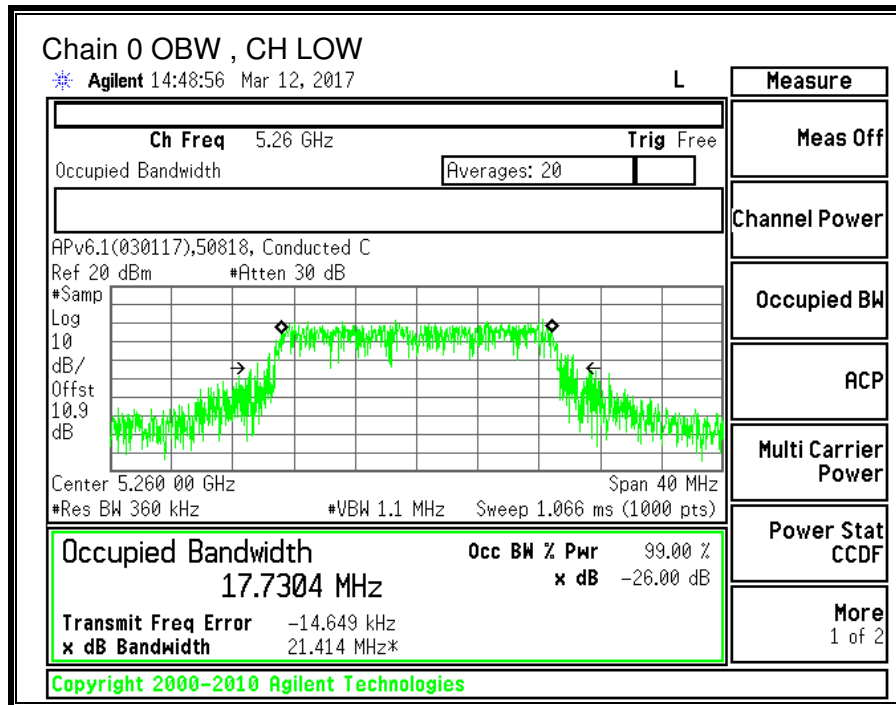 Chain 0 OBW , CH LOW
Agilent 14:48:56 Mar 12, 2017 L
Measure
Ch Freq 5.26 GHz Trig Free
Occupied Bandwidth Averages: 20
APv6.1(030117),50818, Conducted C
Ref 20 dBm #Atten 30 dB
#Samp
Log
10
dB/
Offst
10.9
dB
Center 5.260 00 GHz Span 40 MHz
#Res BW 360 kHz #VBW 1.1 MHz Sweep 1.066 ms (1000 pts)
Occupied Bandwidth Occ BW % Pwr 99.00 %
17.7304 MHz x dB -26.00 dB
Transmit Freq Error -14.649 kHz
x dB Bandwidth 21.414 MHz*
Meas Off
Channel Power
Occupied BW
ACP
Multi Carrier
Power
Power Stat
CCDF
More
1 of 2
Copyright 2000-2010 Agilent Technologies